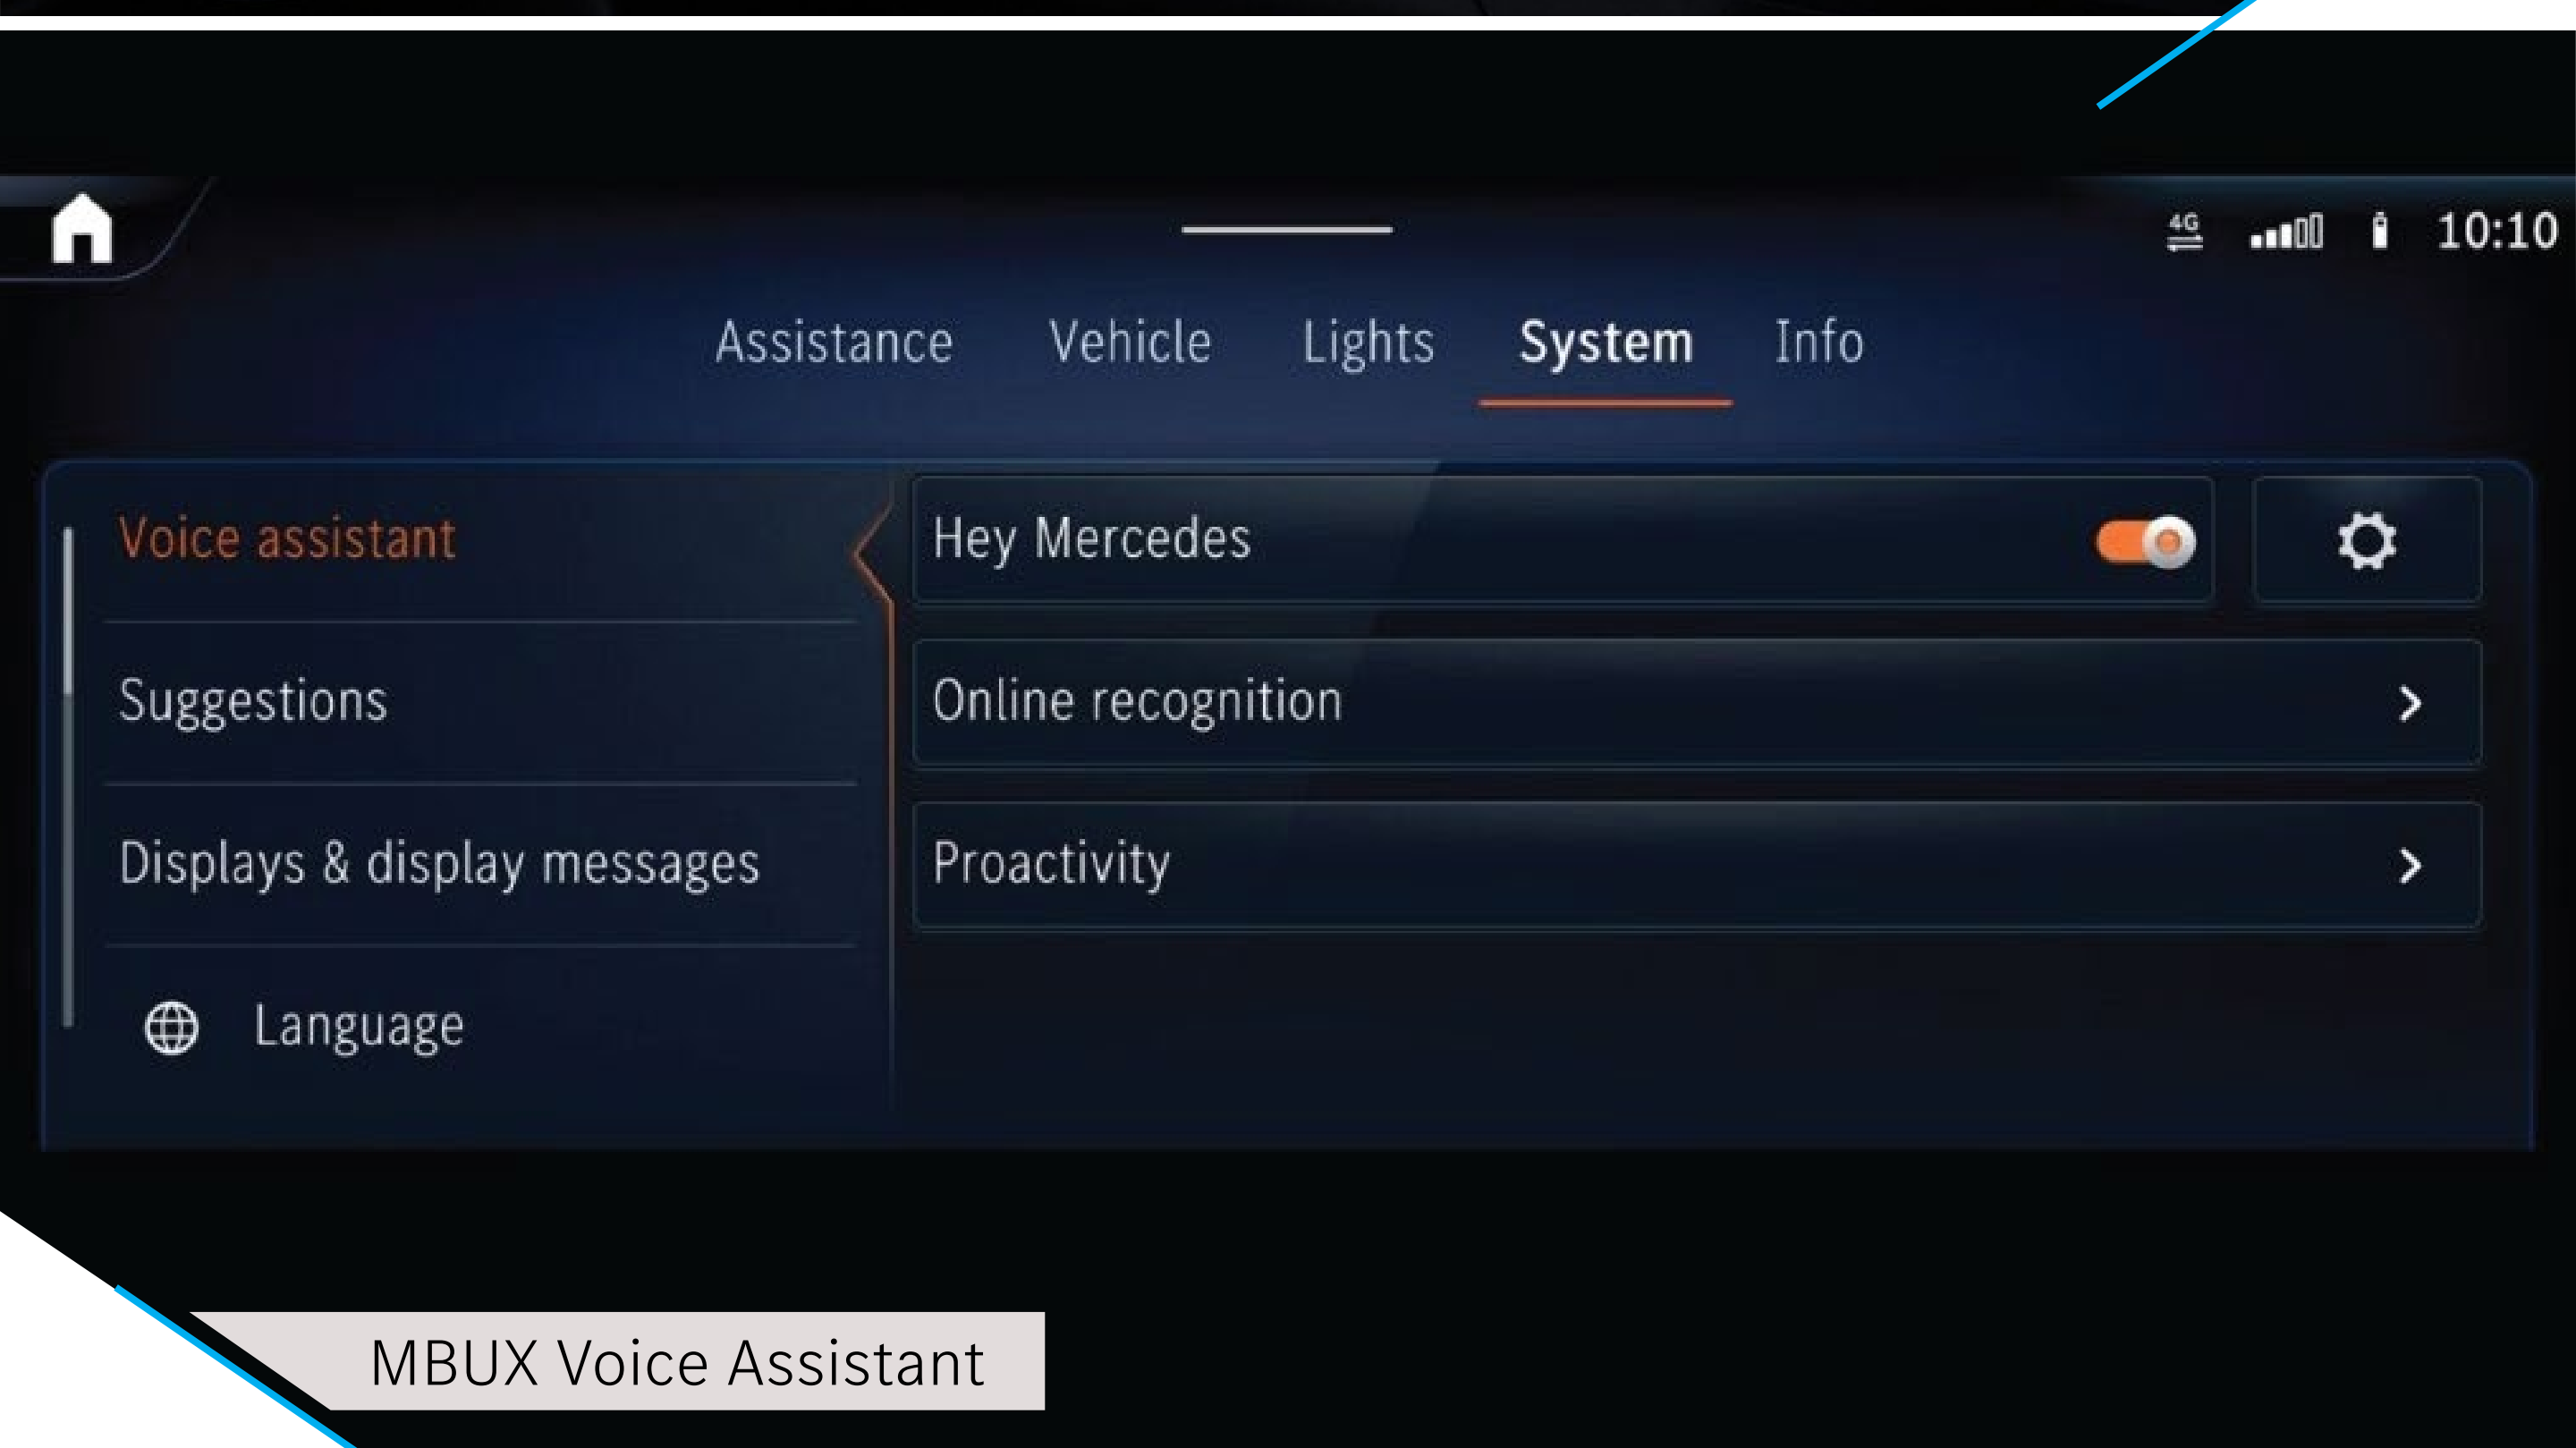 4G
10:10
Assistance Vehicle Lights System Info
Voice assistant
Suggestions
Displays & display messages
Language
Hey Mercedes
Online recognition
Proactivity
MBUX Voice Assistant